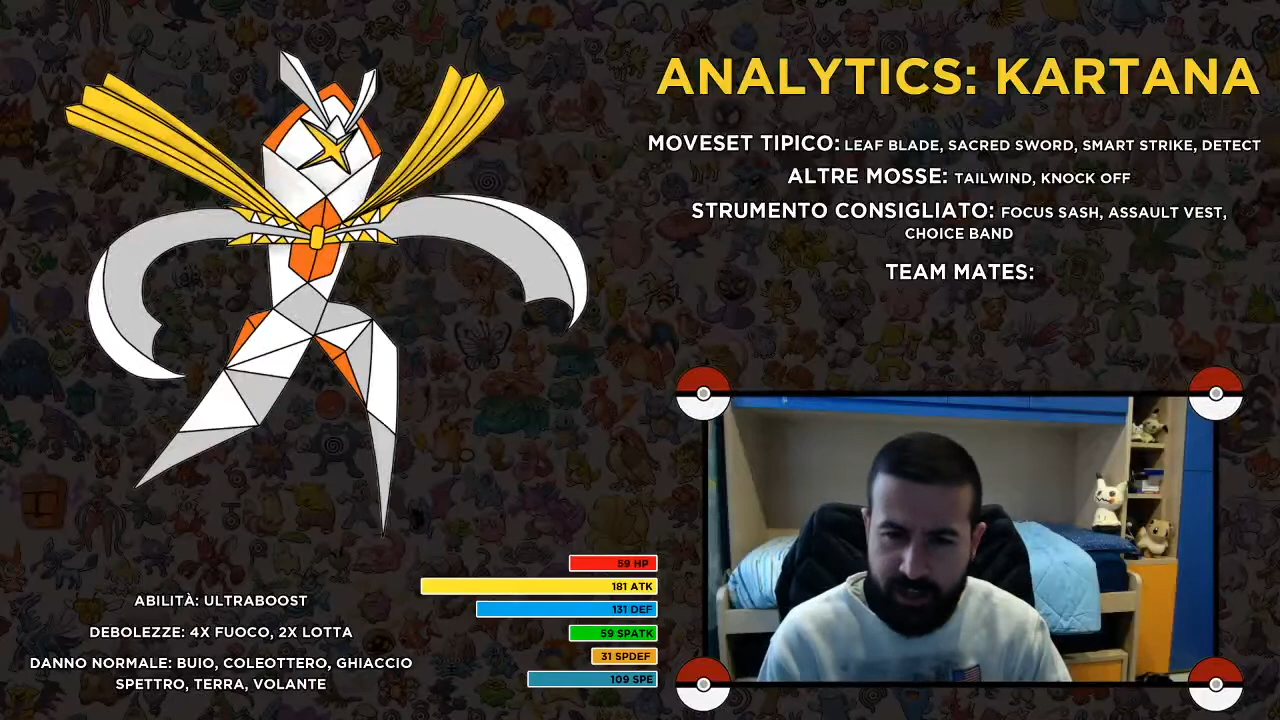 ANALYTICS: KARTANA
MOVESET TIPICO: LEAF BLADE, SACRED SWORD, SMART STRIKE, DETECT
ALTRE MOSSE: TAILWIND, KNOCK OFF
STRUMENTO CONSIGLIATO: FOCUS SASH, ASSAULT VEST,
CHOICE BAND
TEAM MATES:
59 HP
181 ATK
131 DEF
59 SPATK
31 SPDEF
109 SPE
ABILITÀ: ULTRABOOST
DEBOLEZZE: 4X FUOCO, 2X LOTTA
DANNO NORMALE: BUIO, COLEOTTERO, GHIACCIO
SPETTRO, TERRA, VOLANTE